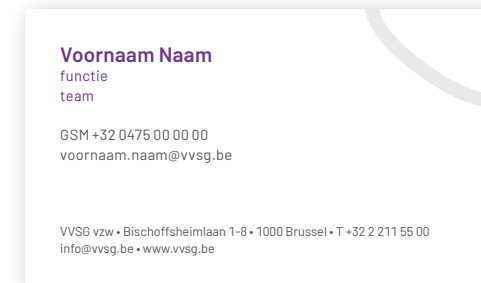 Voornaam Naam
functie
team
GSM +32 0475 00 00 00
voornaam.naam@vvsg.be
VVSG vzw • Bischoffsheimlaan 1-8 • 1000 Brussel • T +32 2 211 55 00
info@vvsg.be • www.vvsg.be